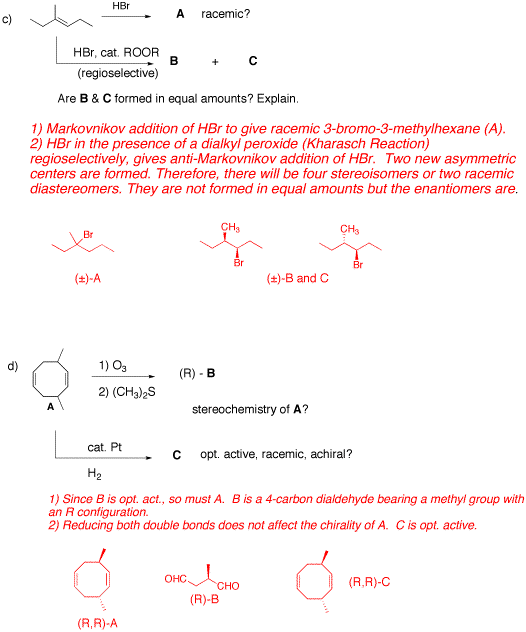 c)
HBr
A racemic?
HBr, cat. ROOR
(regioselective)
B + C
Are B & C formed in equal amounts? Explain.
1) Markovnikov addition of HBr to give racemic 3-bromo-3-methylhexane (A).
2) HBr in the presence of a dialkyl peroxide (Kharasch Reaction)
regioselectively, gives anti-Markovnikov addition of HBr. Two new asymmetric
centers are formed. Therefore, there will be four stereoisomers or two racemic
diastereomers. They are not formed in equal amounts but the enantiomers are.
Br
CH3
Br
CH3
Br
(±)-A
(±)-B and C
d)
A
1) O3
2) (CH3)2S
(R) - B
stereochemistry of A?
cat. Pt
H2
C opt. active, racemic, achiral?
1) Since B is opt. act., so must A. B is a 4-carbon dialdehyde bearing a methyl group with
an R configuration.
2) Reducing both double bonds does not affect the chirality of A. C is opt. active.
OHC
CHO
(R)-B
(R,R)-C
(R,R)-A